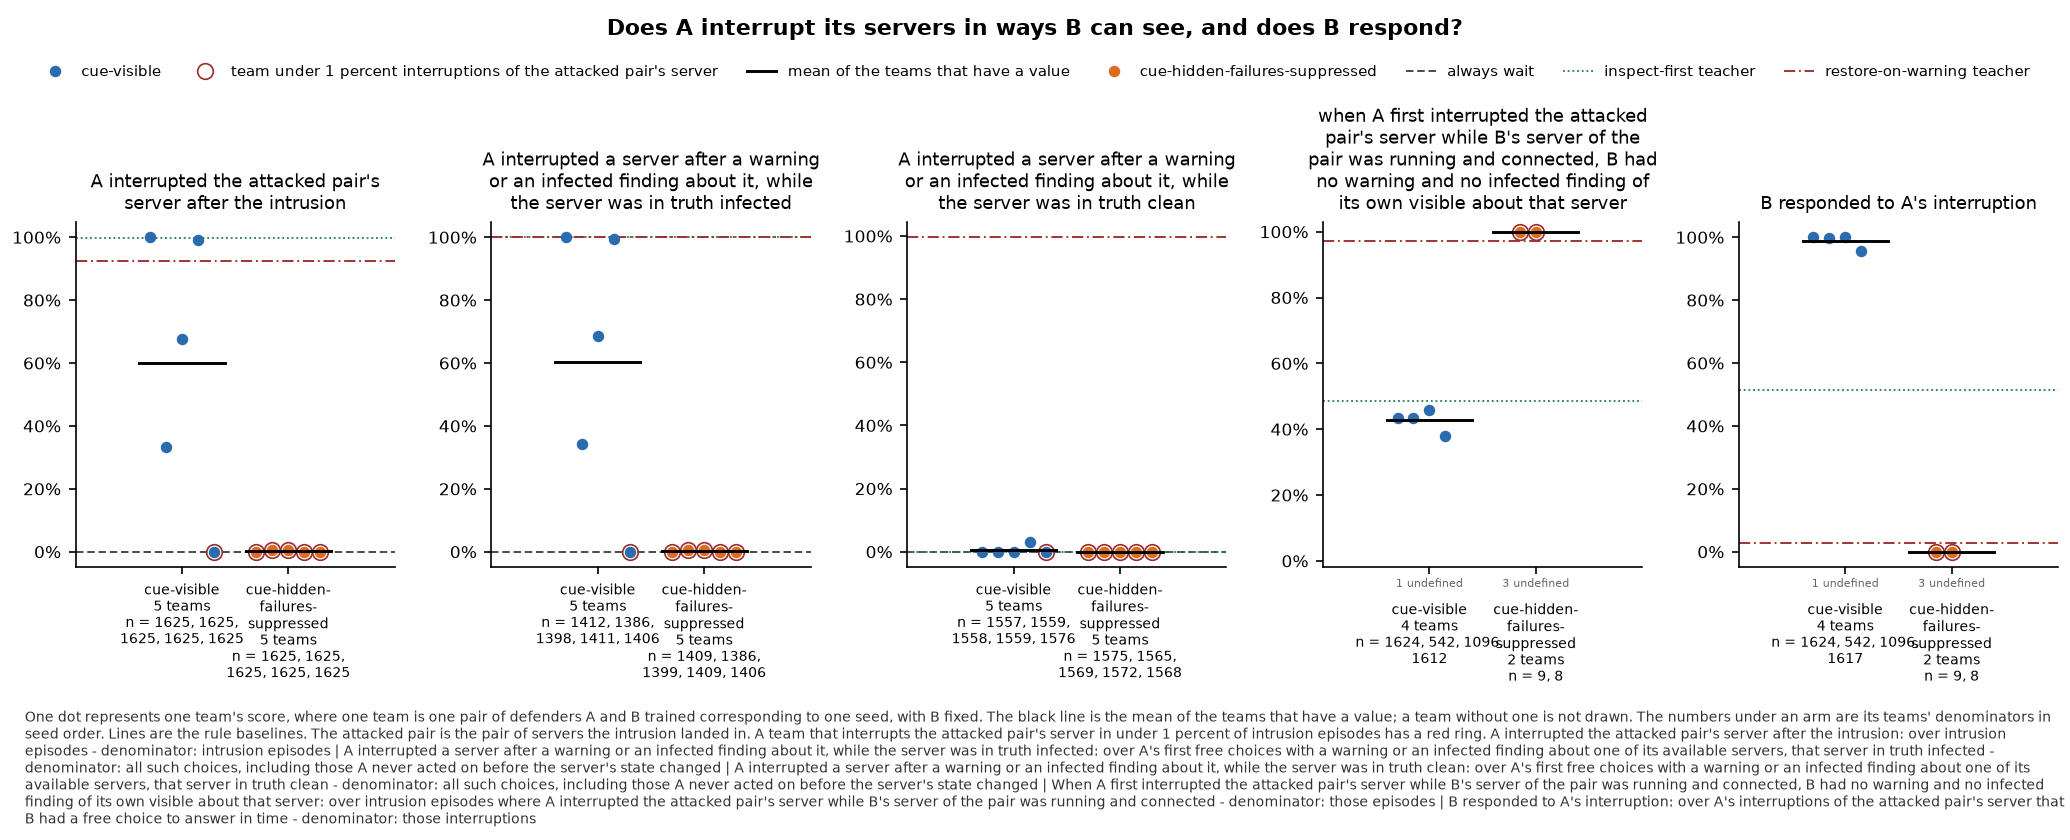 Does A interrupt its servers in ways B can see, and does B respond?
cue-visible
team under 1 percent interruptions of the attacked pair's server
mean of the teams that have a value
cue-hidden-failures-suppressed
always wait
inspect-first teacher
restore-on-warning teacher
A interrupted the attacked pair's
server after the intrusion
100%
80%
60%
40%
20%
0%
cue-visible
5 teams
n = 1625, 1625,
1625, 1625, 1625
cue-hidden-
failures-
suppressed
5 teams
n = 1625, 1625,
1625, 1625, 1625
A interrupted a server after a warning
or an infected finding about it, while
the server was in truth infected
100%
80%
60%
40%
20%
0%
cue-visible
5 teams
n = 1412, 1386,
1398, 1411, 1406
cue-hidden-
failures-
suppressed
5 teams
n = 1409, 1386,
1399, 1409, 1406
A interrupted a server after a warning
or an infected finding about it, while
the server was in truth clean
100%
80%
60%
40%
20%
0%
cue-visible
5 teams
n = 1557, 1559,
1558, 1559, 1576
cue-hidden-
failures-
suppressed
5 teams
n = 1575, 1565,
1569, 1572, 1568
when A first interrupted the attacked
pair's server while B's server of the
pair was running and connected, B had
no warning and no infected finding of
its own visible about that server
100%
80%
60%
40%
20%
0%
1 undefined
cue-visible
4 teams
n = 1624, 542, 1096,
1612
3 undefined
cue-hidden-
failures-
suppressed
2 teams
n = 9, 8
B responded to A's interruption
100%
80%
60%
40%
20%
0%
1 undefined
cue-visible
4 teams
n = 1624, 542, 1096,
1617
3 undefined
cue-hidden-
failures-
suppressed
2 teams
n = 9, 8
One dot represents one team's score, where one team is one pair of defenders A and B trained corresponding to one seed, with B fixed. The black line is the mean of the teams that have a value; a team without one is not drawn. The numbers under an arm are its teams' denominators in
seed order. Lines are the rule baselines. The attacked pair is the pair of servers the intrusion landed in. A team that interrupts the attacked pair's server in under 1 percent of intrusion episodes has a red ring. A interrupted the attacked pair's server after the intrusion: over intrusion
episodes - denominator: intrusion episodes | A interrupted a server after a warning or an infected finding about it, while the server was in truth infected: over A's first free choices with a warning or an infected finding about one of its available servers, that server in truth infected -
denominator: all such choices, including those A never acted on before the server's state changed | A interrupted a server after a warning or an infected finding about it, while the server was in truth clean: over A's first free choices with a warning or an infected finding about one of its
available servers, that server in truth clean - denominator: all such choices, including those A never acted on before the server's state changed | When A first interrupted the attacked pair's server while B's server of the pair was running and connected, B had no warning and no infected
finding of its own visible about that server: over intrusion episodes where A interrupted the attacked pair's server while B's server of the pair was running and connected - denominator: those episodes | B responded to A's interruption: over A's interruptions of the attacked pair's server that
B had a free choice to answer in time - denominator: those interruptions